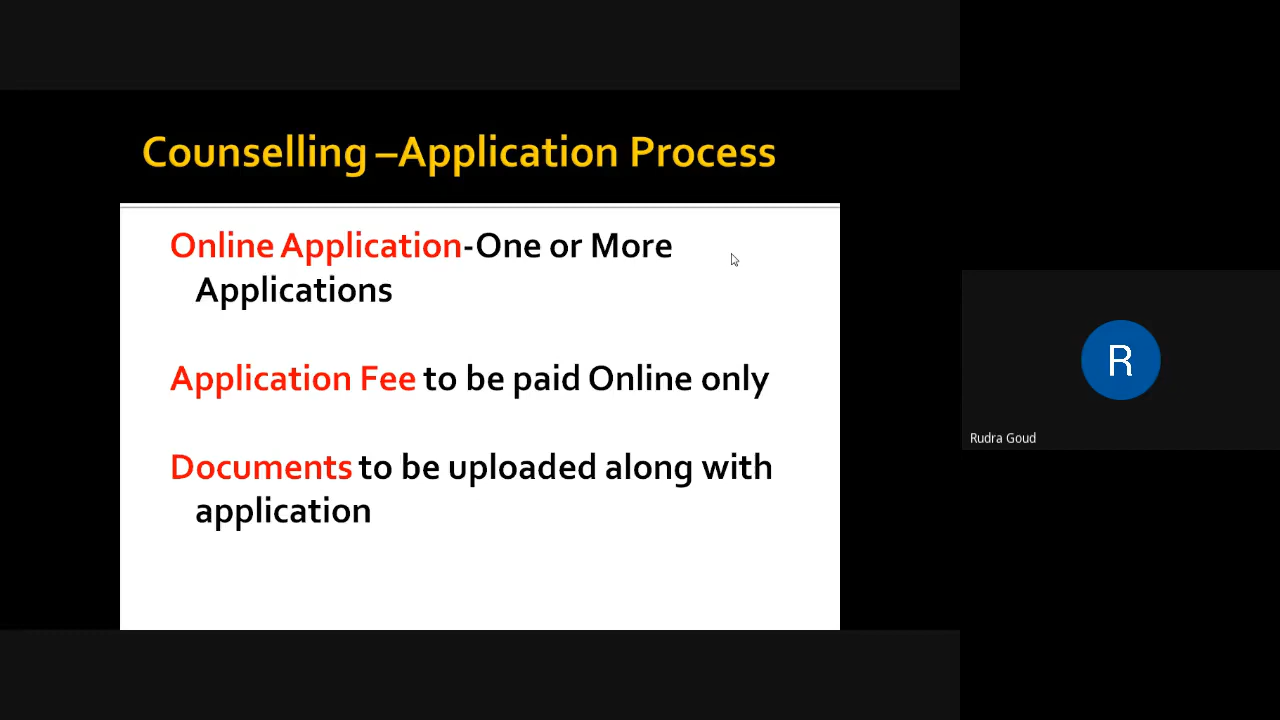 Counselling –Application Process
Online Application-One or More
Applications
Application Fee to be paid Online only
Documents to be uploaded along with
application
R
Rudra Goud